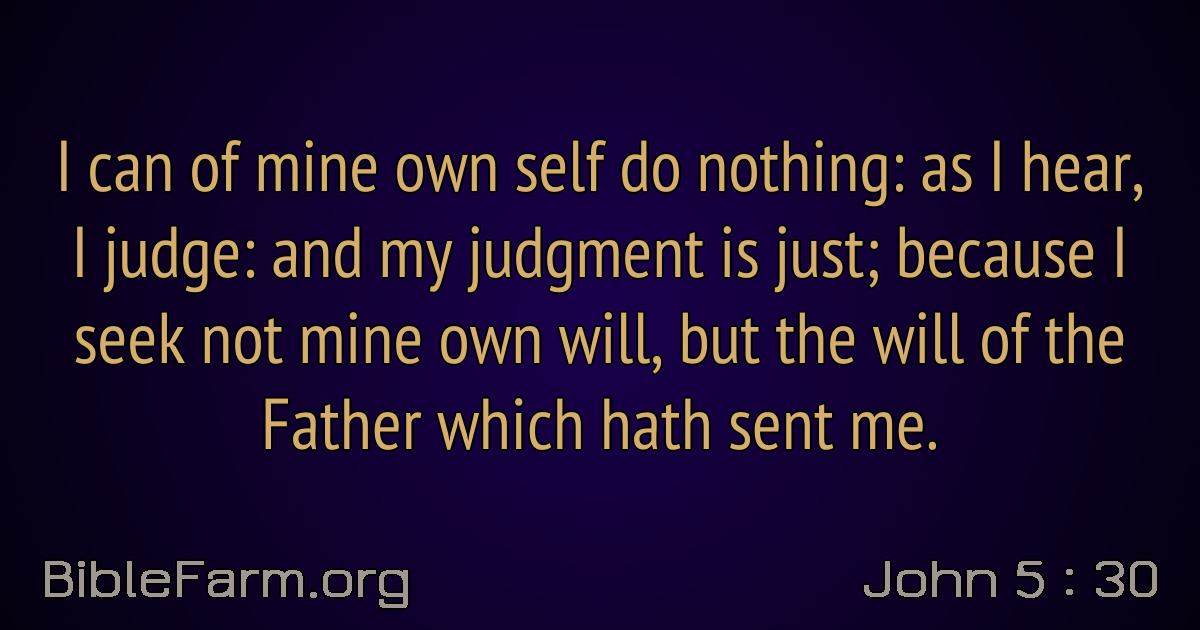 I can of mine own self do nothing: as I hear,
I judge: and my judgment is just; because I
seek not mine own will, but the will of the
Father which hath sent me.
BibleFarm.org
John 5 : 30